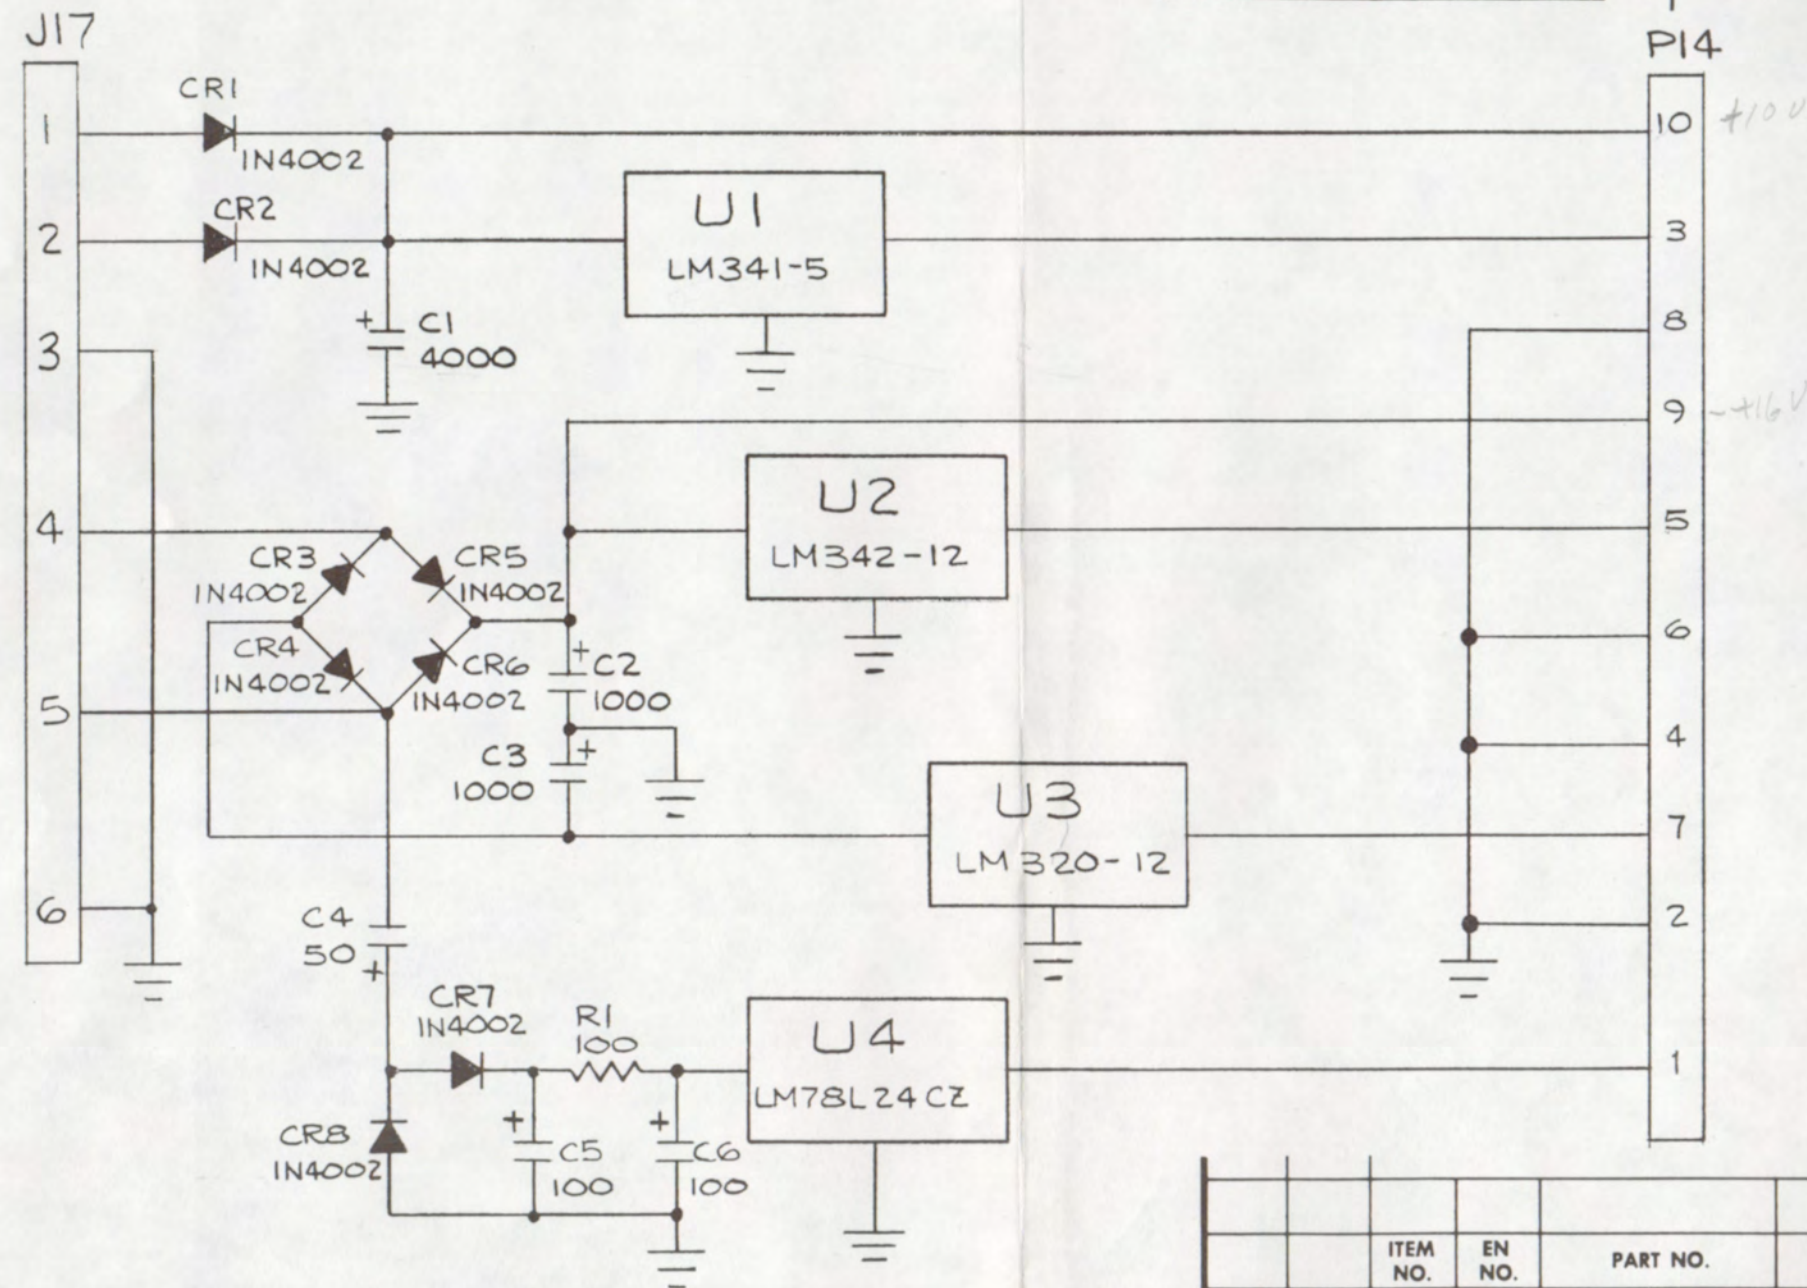 J17
P14
1
2
3
4
5
6
CR1
1N4002
CR2
1N4002
+ C1
4000
U1
LM341-5
10 +10V
3
8
9 ~+16V
5
6
4
7
2
1
U2
LM342-12
CR3
1N4002
CR5
1N4002
CR4
1N4002
CR6
1N4002
+ C2
1000
C3 +
1000
U3
LM320-12
C4
50
+
CR7
1N4002
R1
100
U4
LM78L24CZ
CR8
1N4002
+ C5
100
+ C6
100
ITEM NO.
EN NO.
PART NO.